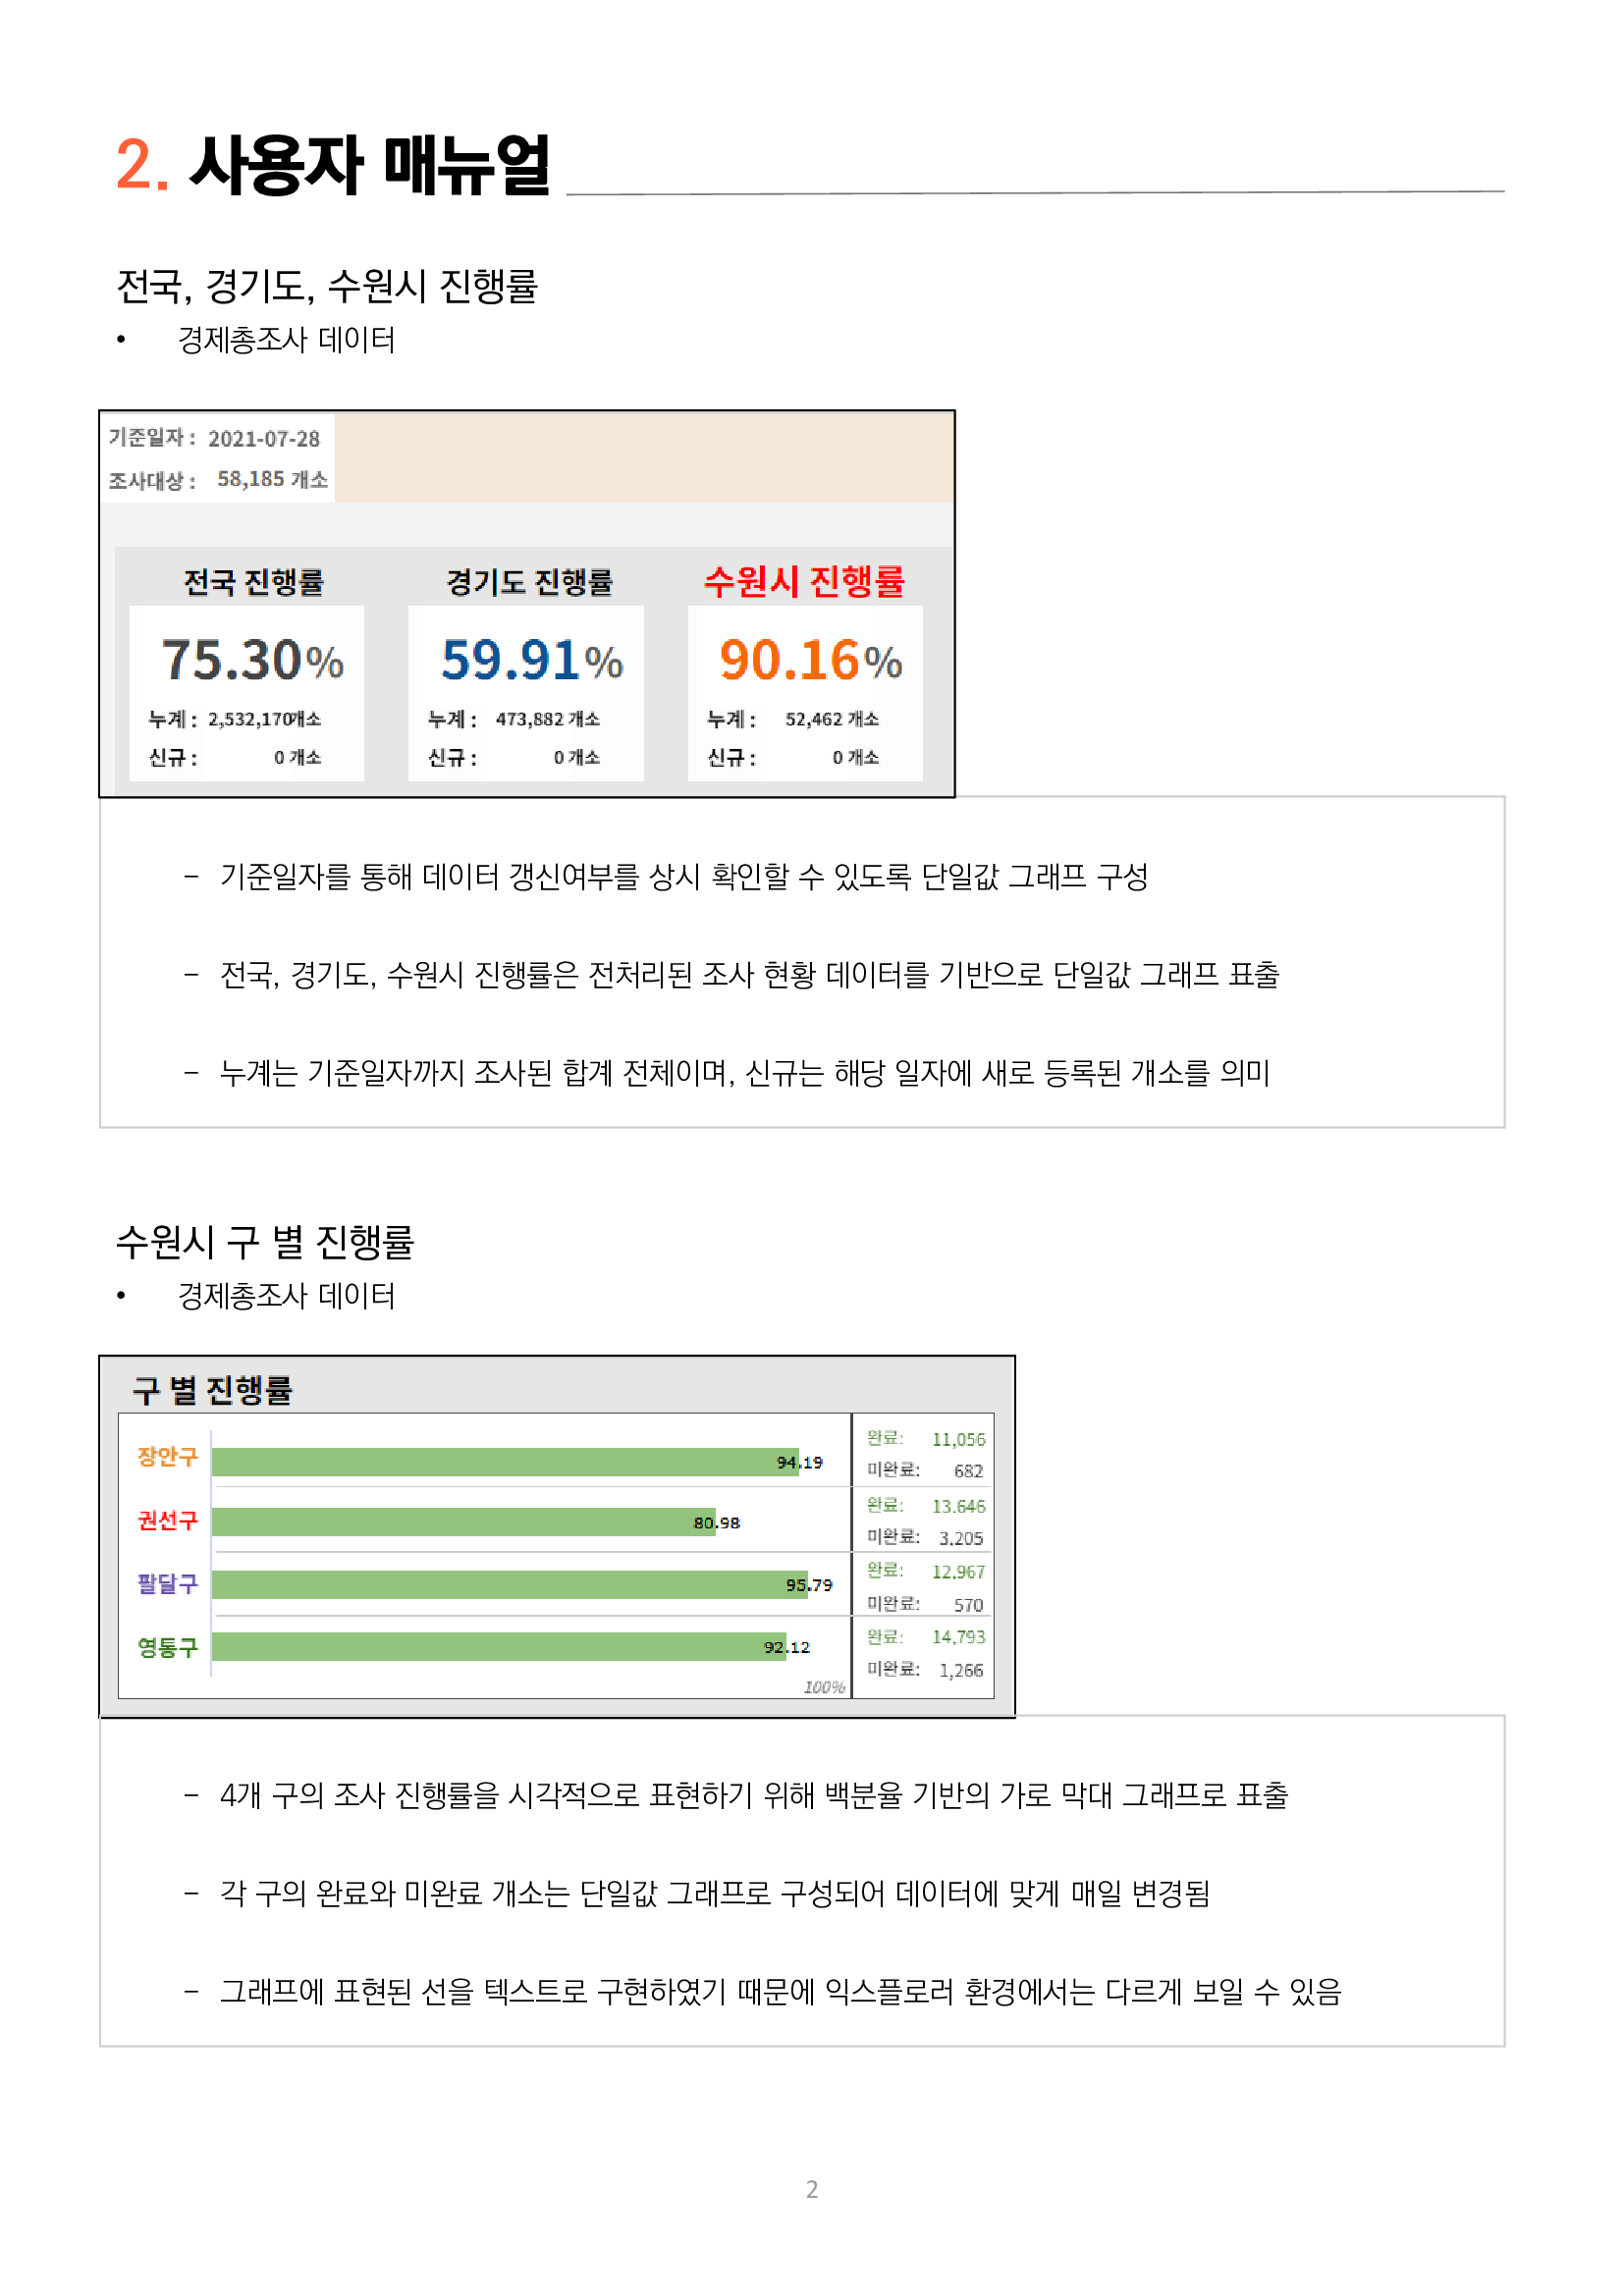 2. 사용자 매뉴얼
전국, 경기도, 수원시 진행률
• 경제총조사 데이터
기준일자 : 2021-07-28
조사대상 : 58,185 개소
전국 진행률 경기도 진행률 수원시 진행률
75.30% 59.91% 90.16%
누계 : 2,532,170개소 누계 : 473,882 개소 누계 : 52,462 개소
신규 : 0 개소 신규 : 0 개소 신규 : 0 개소
- 기준일자를 통해 데이터 갱신여부를 상시 확인할 수 있도록 단일값 그래프 구성
- 전국, 경기도, 수원시 진행률은 전처리된 조사 현황 데이터를 기반으로 단일값 그래프 표출
- 누계는 기준일자까지 조사된 합계 전체이며, 신규는 해당 일자에 새로 등록된 개소를 의미
수원시 구 별 진행률
• 경제총조사 데이터
구 별 진행률
장안구 94.19 완료: 11,056
미완료: 682
권선구 80.98 완료: 13,646
미완료: 3,205
팔달구 95.79 완료: 12,967
미완료: 570
영통구 92.12 완료: 14,793
미완료: 1,266
100%
- 4개 구의 조사 진행률을 시각적으로 표현하기 위해 백분율 기반의 가로 막대 그래프로 표출
- 각 구의 완료와 미완료 개소는 단일값 그래프로 구성되어 데이터에 맞게 매일 변경됨
- 그래프에 표현된 선을 텍스트로 구현하였기 때문에 익스플로러 환경에서는 다르게 보일 수 있음
2